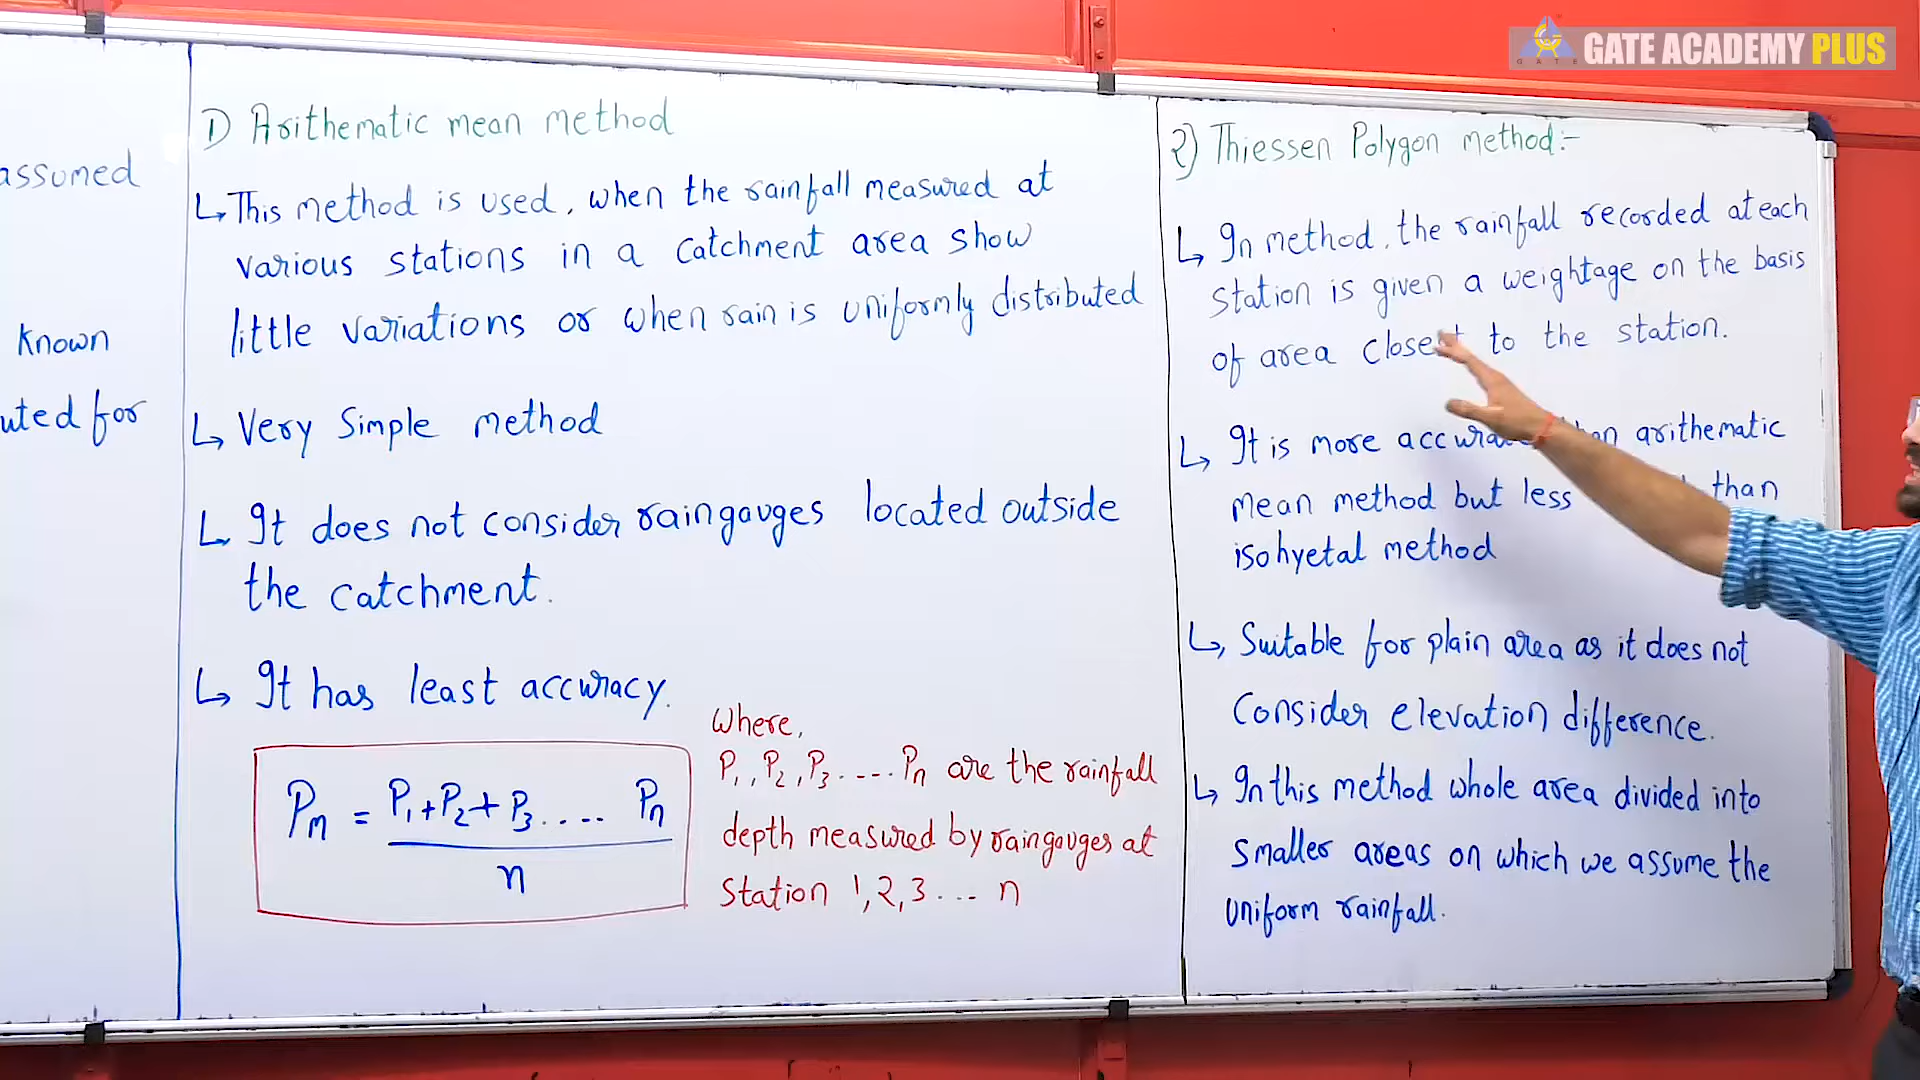 GATE ACADEMY PLUS
GATE
assumed
known
uted for
1) Arithematic mean method
↳ This method is used, when the rainfall measured at
various stations in a catchment area show
little variations or when rain is uniformly distributed
↳ Very Simple method
↳ It does not consider raingauges located outside
the catchment.
↳ It has least accuracy.
Pm = P1+P2+P3.... Pn
n
where,
P1, P2, P3..... Pn are the rainfall
depth measured by raingauges at
Station 1,2,3... n
2) Thiessen Polygon method:-
↳ In method, the rainfall recorded at each
Station is given a weightage on the basis
of area closest to the station.
↳ It is more arithematic
mean method but less than
isohyetal method
↳ Suitable for plain area as it does not
Consider elevation difference.
↳ In this method whole area divided into
smaller areas on which we assume the
uniform rainfall.